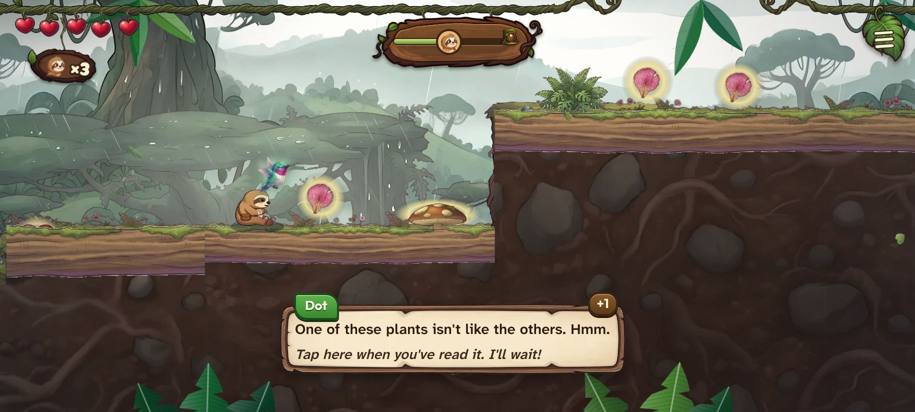 x3
Dot
+1
One of these plants isn't like the others. Hmm.
Tap here when you've read it. I'll wait!